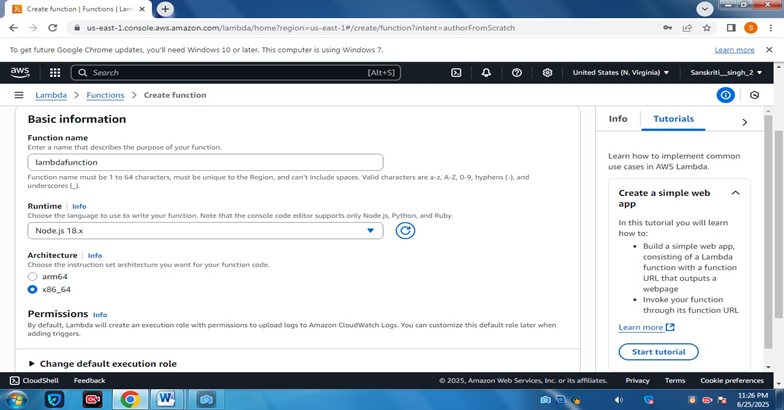 Create function | Functions | Lam
us-east-1.console.aws.amazon.com/lambda/home?region=us-east-1#/create/function?intent=authorFromScratch
S
To get future Google Chrome updates, you'll need Windows 10 or later. This computer is using Windows 7.
Learn more
aws
Search
[Alt+S]
United States (N. Virginia)
Sanskriti__singh_2
Lambda
Functions
Create function
Basic information
Function name
Enter a name that describes the purpose of your function.
lambdafunction
Function name must be 1 to 64 characters, must be unique to the Region, and can't include spaces. Valid characters are a-z, A-Z, 0-9, hyphens (-), and
underscores (_).
Runtime Info
Choose the language to use to write your function. Note that the console code editor supports only Node.js, Python, and Ruby.
Node.js 18.x
Architecture Info
Choose the instruction set architecture you want for your function code.
arm64
x86_64
Permissions Info
By default, Lambda will create an execution role with permissions to upload logs to Amazon CloudWatch Logs. You can customize this default role later when
adding triggers.
Change default execution role
Info
Tutorials
Learn how to implement common
use cases in AWS Lambda.
Create a simple web
app
In this tutorial you will learn
how to:
• Build a simple web app,
consisting of a Lambda
function with a function
URL that outputs a
webpage
• Invoke your function
through its function URL
Learn more
Start tutorial
CloudShell
Feedback
© 2025, Amazon Web Services, Inc. or its affiliates.
Privacy
Terms
Cookie preferences
11:26 PM
6/25/2025